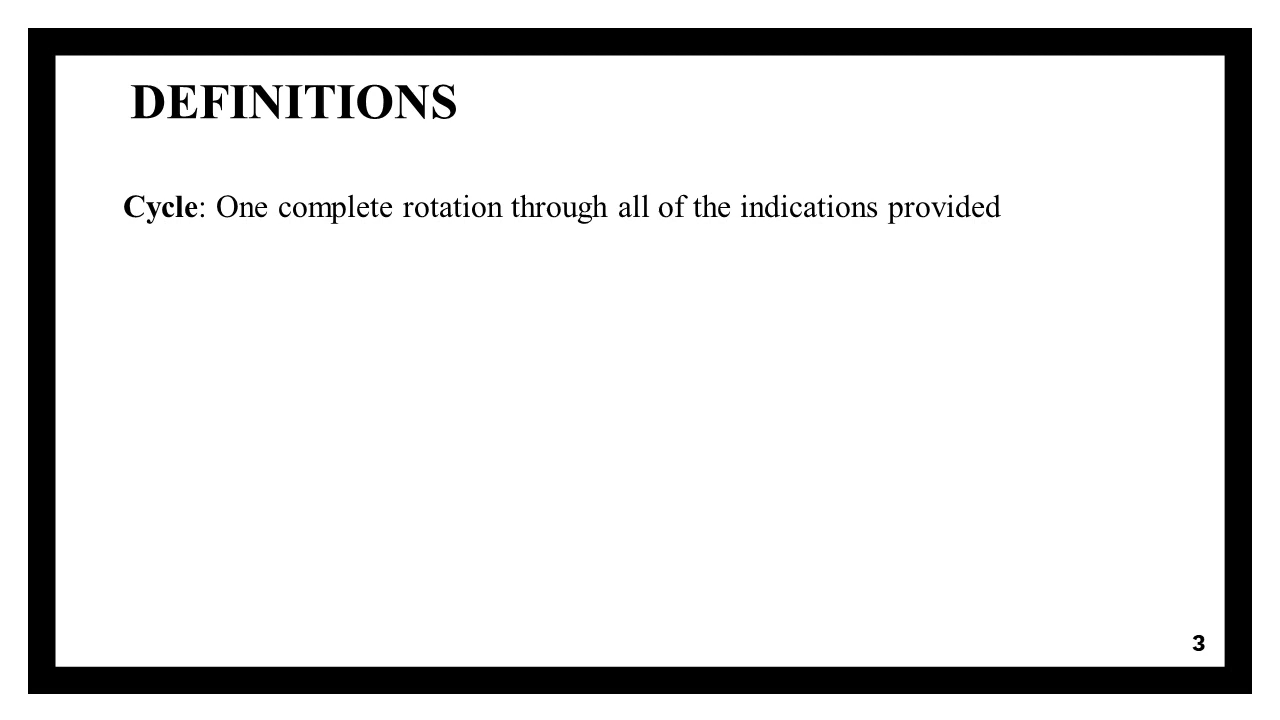 DEFINITIONS
Cycle: One complete rotation through all of the indications provided
3